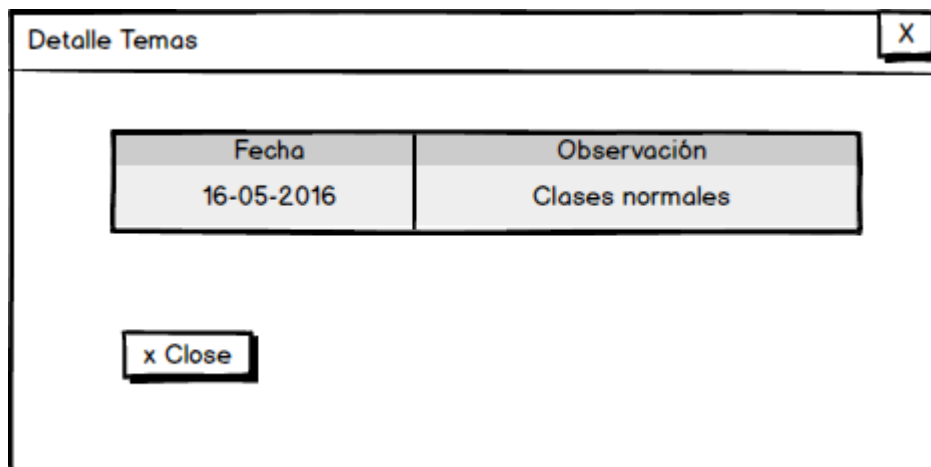 Detalle Temas
X
Fecha Observación
16-05-2016 Clases normales
x Close